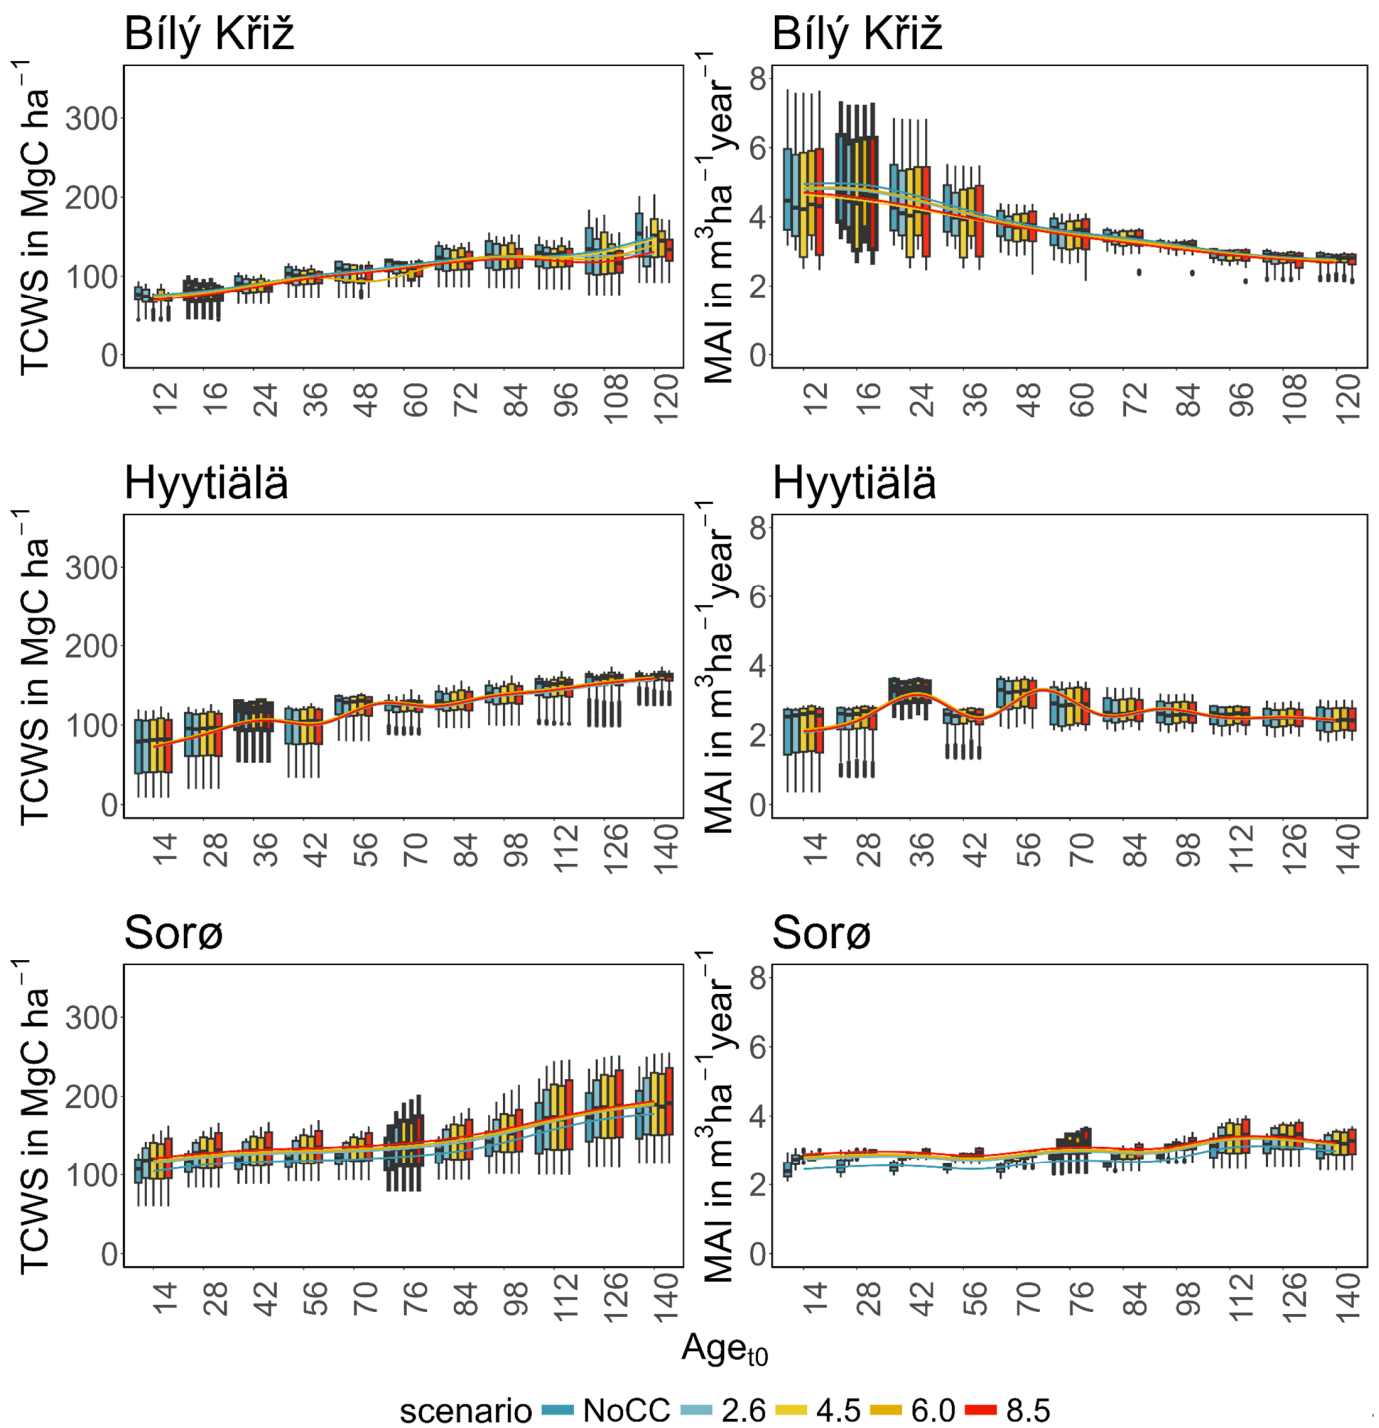 Bílý Kříž
Bílý Kříž
TCWS in MgC ha⁻¹
300
200
100
0
12 16 24 36 48 60 72 84 96 108 120
MAI in m³ha⁻¹year⁻¹
8
6
4
2
0
12 16 24 36 48 60 72 84 96 108 120
Hyytiälä
Hyytiälä
TCWS in MgC ha⁻¹
300
200
100
0
14 28 36 42 56 70 84 98 112 126 140
MAI in m³ha⁻¹year⁻¹
8
6
4
2
0
14 28 36 42 56 70 84 98 112 126 140
Sorø
Sorø
TCWS in MgC ha⁻¹
300
200
100
0
14 28 42 56 70 76 84 98 112 126 140
MAI in m³ha⁻¹year⁻¹
8
6
4
2
0
14 28 42 56 70 76 84 98 112 126 140
Age_t0
scenario NoCC 2.6 4.5 6.0 8.5